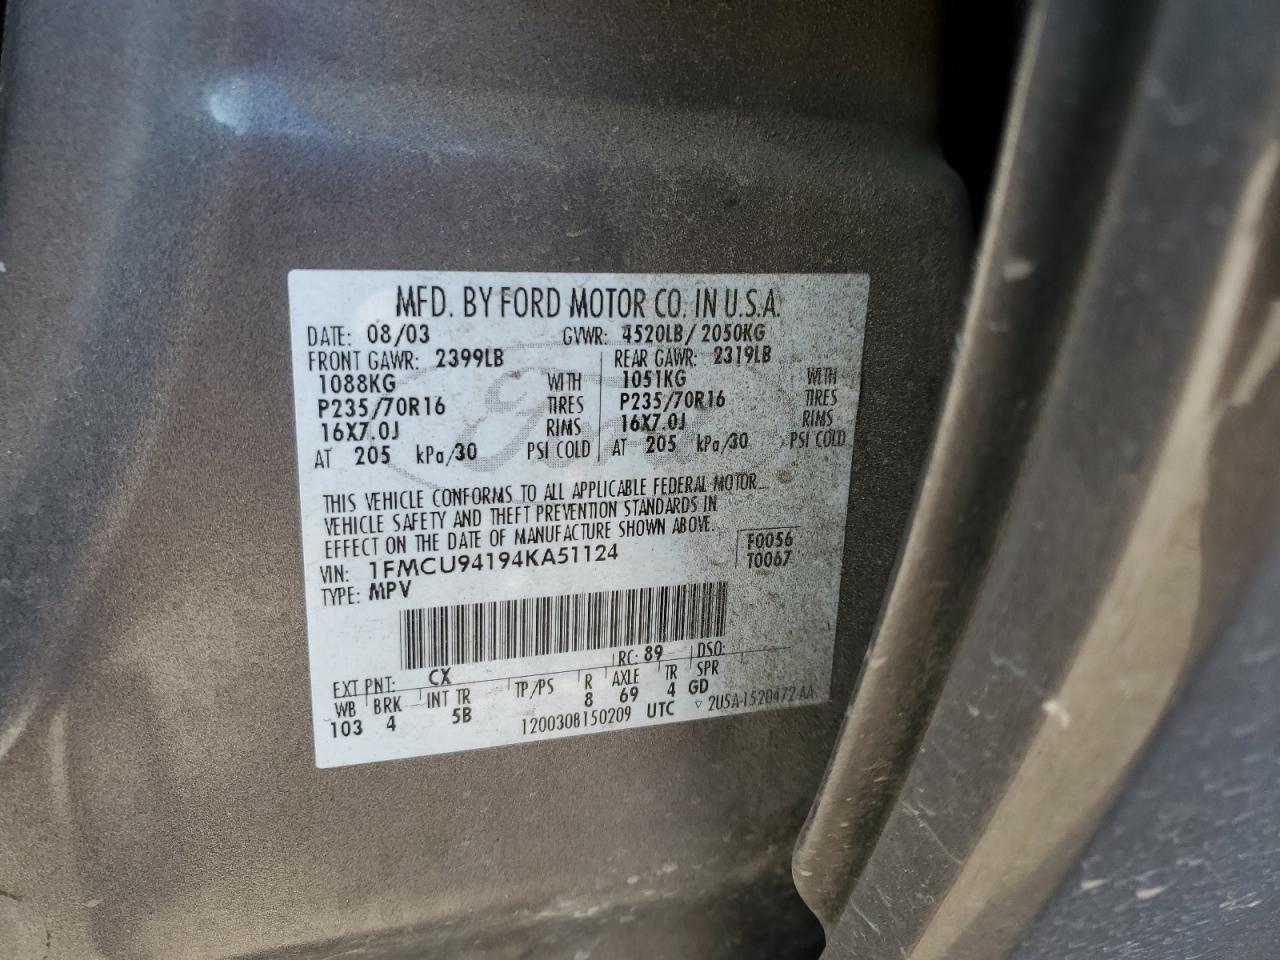 MFD. BY FORD MOTOR CO. IN U.S.A.
DATE: 08/03 GVWR: 4520LB/2050KG
FRONT GAWR: 2399LB REAR GAWR: 2319LB
1088KG WITH 1051KG WITH
P235/70R16 TIRES P235/70R16 TIRES
16X7.0J RIMS 16X7.0J RIMS
AT 205 kPa/30 PSI COLD AT 205 kPa/30 PSI COLD
Ford
THIS VEHICLE CONFORMS TO ALL APPLICABLE FEDERAL MOTOR
VEHICLE SAFETY AND THEFT PREVENTION STANDARDS IN
EFFECT ON THE DATE OF MANUFACTURE SHOWN ABOVE.
VIN: 1FMCU94194KA51124 F0056
TYPE: MPV T0067
EXT PNT: CX RC: 89 DSO:
WB BRK INT TR TP/PS R AXLE TR SPR
103 4 5B 8 69 4 GD
1200308150209 UTC ▽ 2U5A-1520472-AA